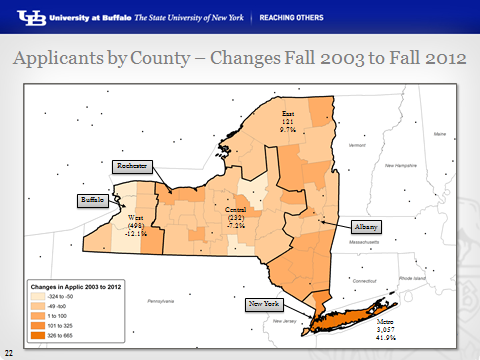 UB University at Buffalo The State University of New York | REACHING OTHERS
Applicants by County – Changes Fall 2003 to Fall 2012
East
121
9.7%
Maine
Vermont
New Hampshire
Rochester
Buffalo
West
(498)
-12.1%
Central
(232)
-7.2%
Albany
Massachusetts
Connecticut
Rhode Island
Changes in Applic 2003 to 2012
-324 to -50
-49 -to0
1 to 100
101 to 325
326 to 665
Pennsylvania
New York
New Jersey
Metro
3,057
41.9%
22